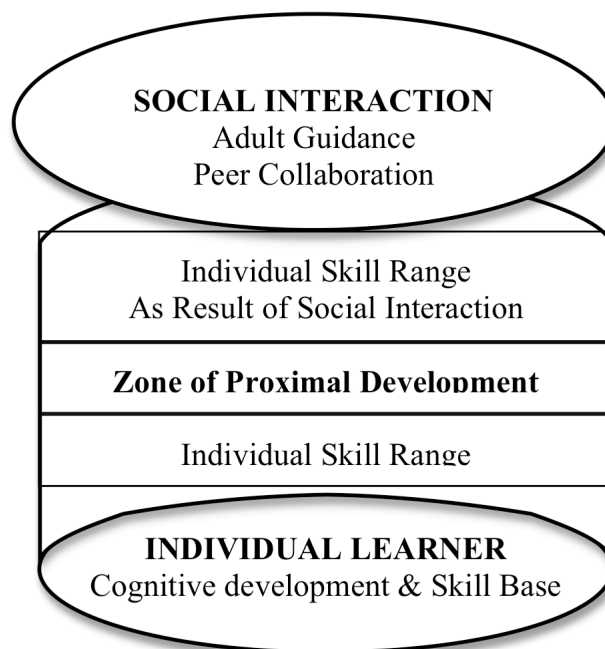 SOCIAL INTERACTION
Adult Guidance
Peer Collaboration
Individual Skill Range
As Result of Social Interaction
Zone of Proximal Development
Individual Skill Range
INDIVIDUAL LEARNER
Cognitive development & Skill Base